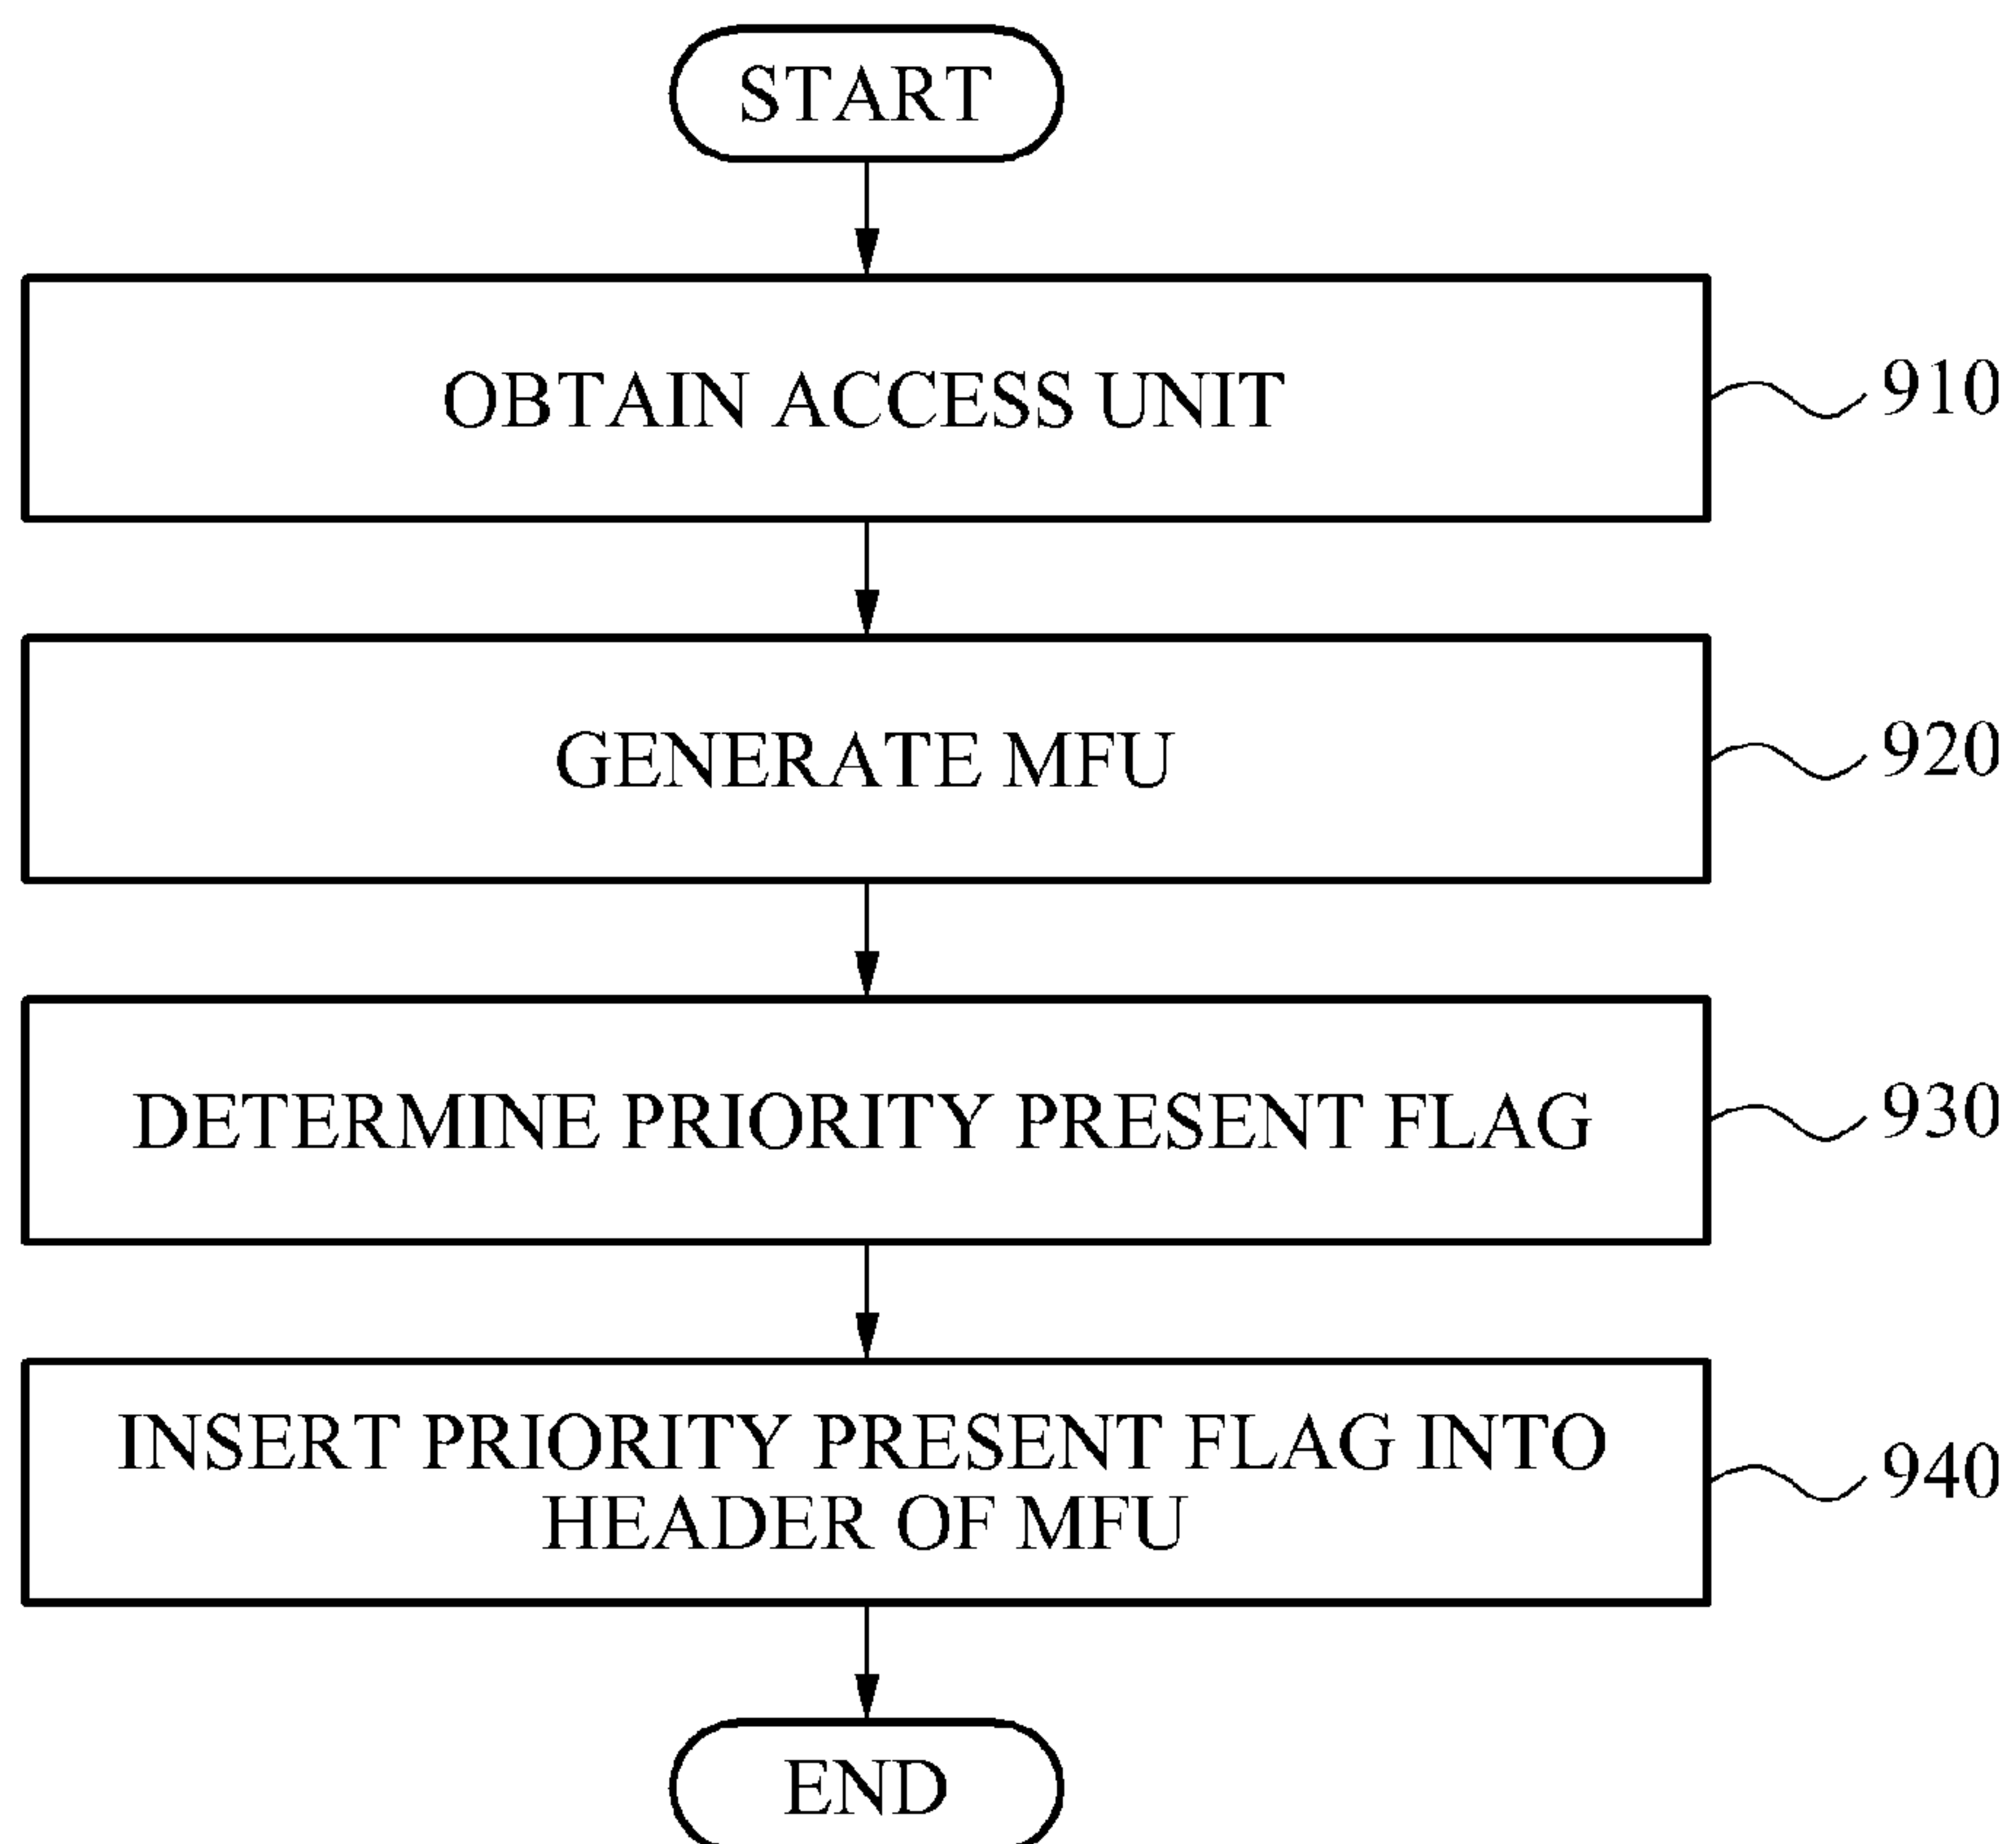 START
OBTAIN ACCESS UNIT
910
GENERATE MFU
920
DETERMINE PRIORITY PRESENT FLAG
930
INSERT PRIORITY PRESENT FLAG INTO
HEADER OF MFU
940
END